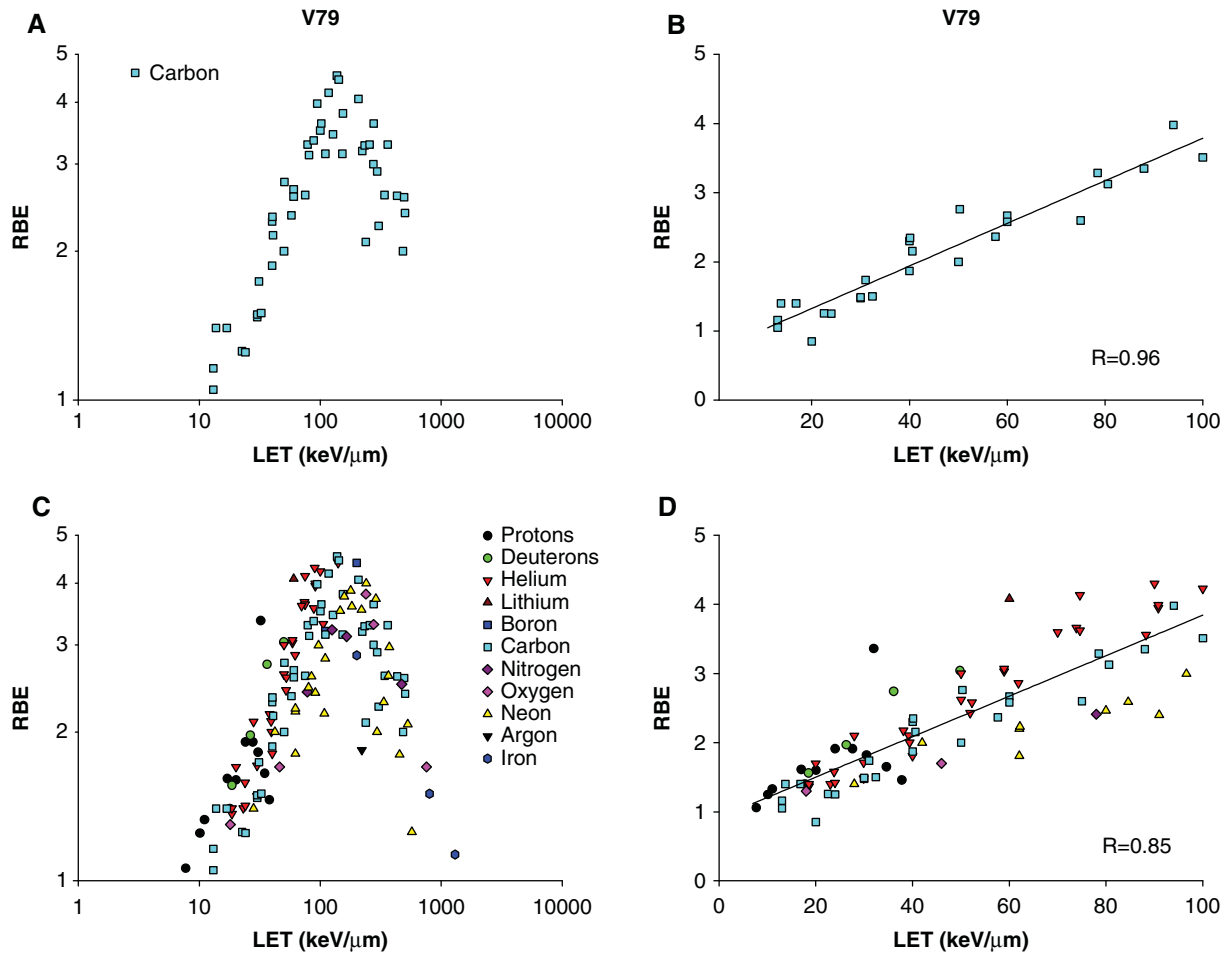 A
V79
5
4
3
2
1
RBE
Carbon
1
10
100
1000
10000
LET (keV/μm)
B
V79
5
4
3
2
1
0
RBE
R=0.96
20
40
60
80
100
LET (keV/μm)
C
5
4
3
2
1
RBE
Protons
Deuterons
Helium
Lithium
Boron
Carbon
Nitrogen
Oxygen
Neon
Argon
Iron
1
10
100
1000
10000
LET (keV/μm)
D
5
4
3
2
1
0
RBE
R=0.85
0
20
40
60
80
100
LET (keV/μm)